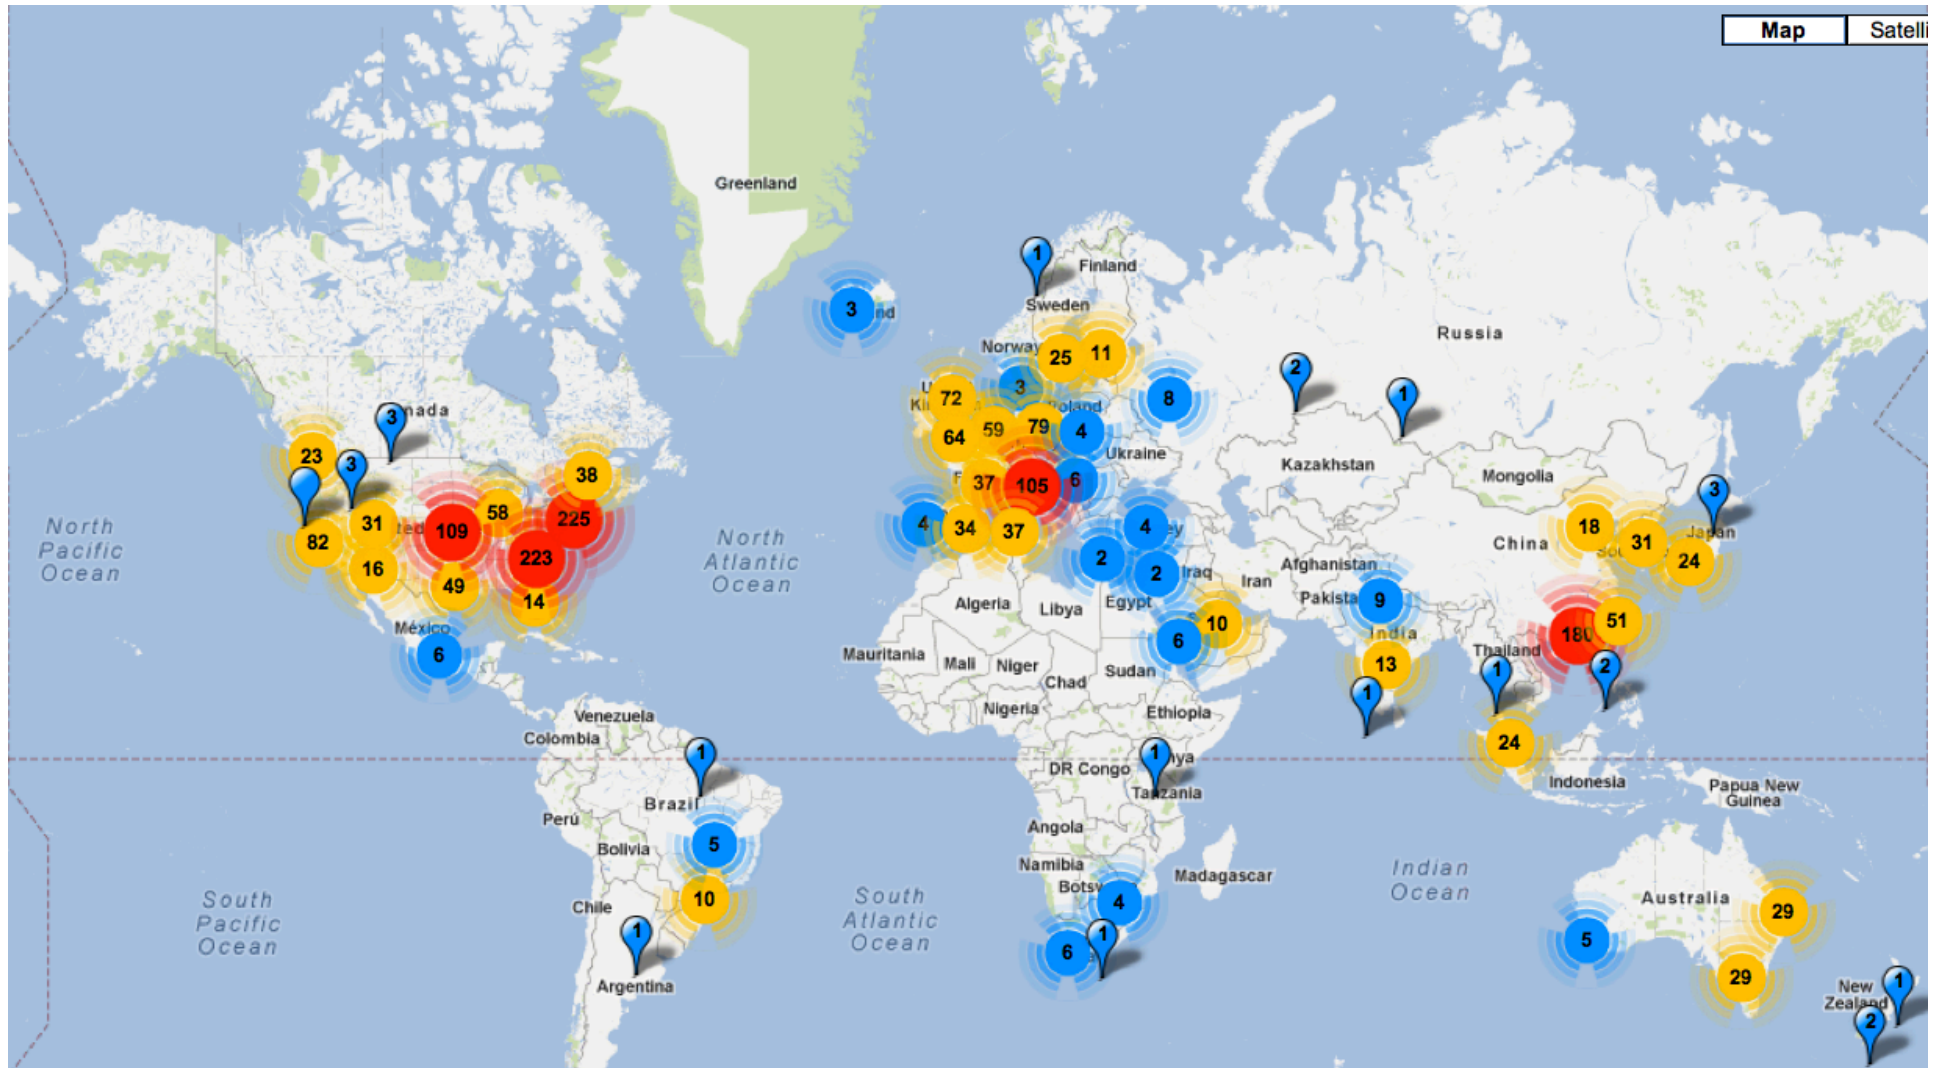 Map
Satelli
Greenland
1
Finland
3
nd
Sweden
Russia
Norway
25
11
2
3
72
8
1
3
nada
59
79
4
64
Ukraine
23
3
Kazakhstan
Mongolia
38
37
105
6
3
31
58
225
4
34
37
4
18
Japan
North
Pacific
Ocean
82
109
North
Atlantic
Ocean
China
31
24
16
223
2
2
Iraq
Iran
Afghanistan
49
14
Algeria
Libya
Egypt
Pakista
9
México
10
India
180
51
6
Mauritania
Mali
Niger
Chad
Sudan
6
13
Thailand
1
2
Venezuela
Nigeria
Ethiopia
1
Colombia
1
DR Congo
1
nya
24
Tanzania
Indonesia
Papua New
Guinea
Brazil
Perú
Angola
Bolivia
5
Namibia
Madagascar
Indian
Ocean
Botsw
4
Australia
South
Pacific
Ocean
Chile
10
South
Atlantic
Ocean
29
1
6
1
5
Argentina
29
New
Zealand
1
2